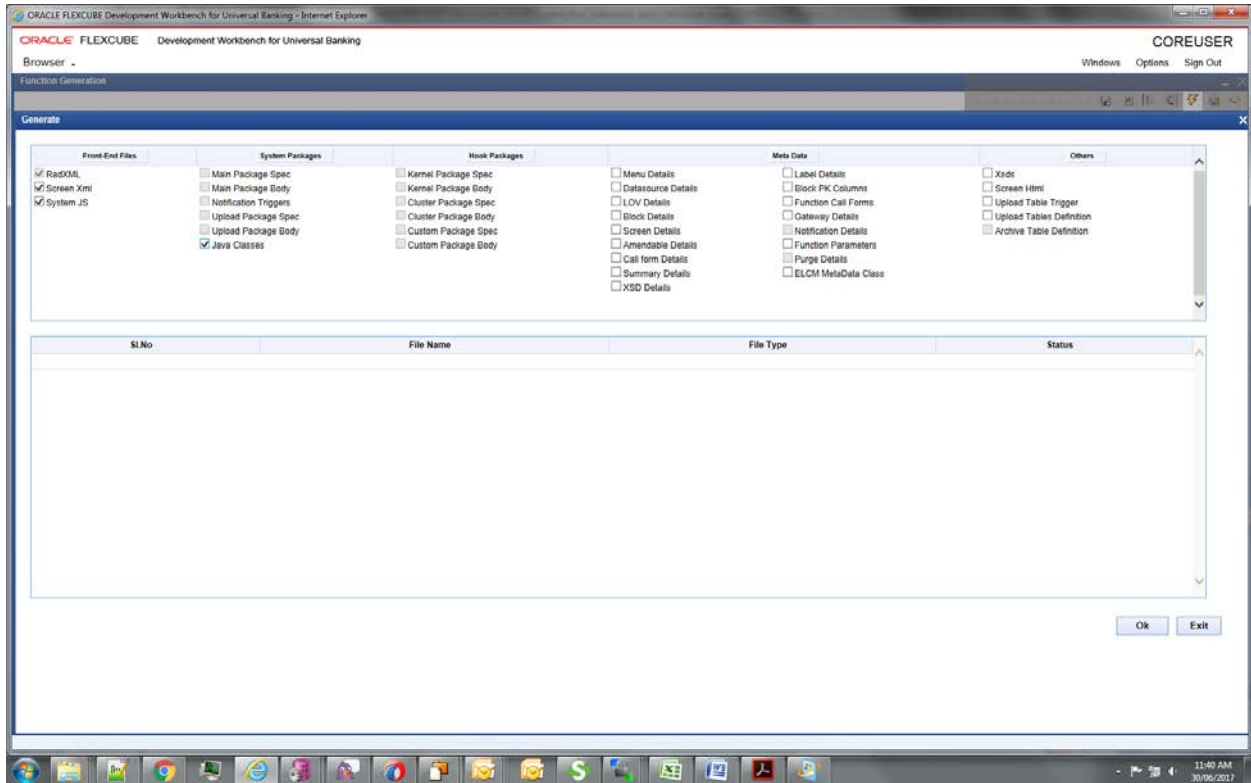 ORACLE FLEXCUBE Development Workbench for Universal Banking - Internet Explorer
ORACLE FLEXCUBE Development Workbench for Universal Banking COREUSER
Browser Windows Options Sign Out
Function Generation
Generate
Front-End Files System Packages Hook Packages Meta Data Others
RadXML Main Package Spec Kernel Package Spec Menu Details Label Details Xsds
Screen Xml Main Package Body Kernel Package Body Datasource Details Block PK Columns Screen Html
System JS Notification Triggers Cluster Package Spec LOV Details Function Call Forms Upload Table Trigger
Upload Package Spec Cluster Package Body Block Details Gateway Details Upload Tables Definition
Upload Package Body Custom Package Spec Screen Details Notification Details Archive Table Definition
Java Classes Custom Package Body Amendable Details Function Parameters
Call form Details Purge Details
Summary Details ELCM MetaData Class
XSD Details
Sl.No File Name File Type Status
Ok Exit
11:40 AM
30/06/2017